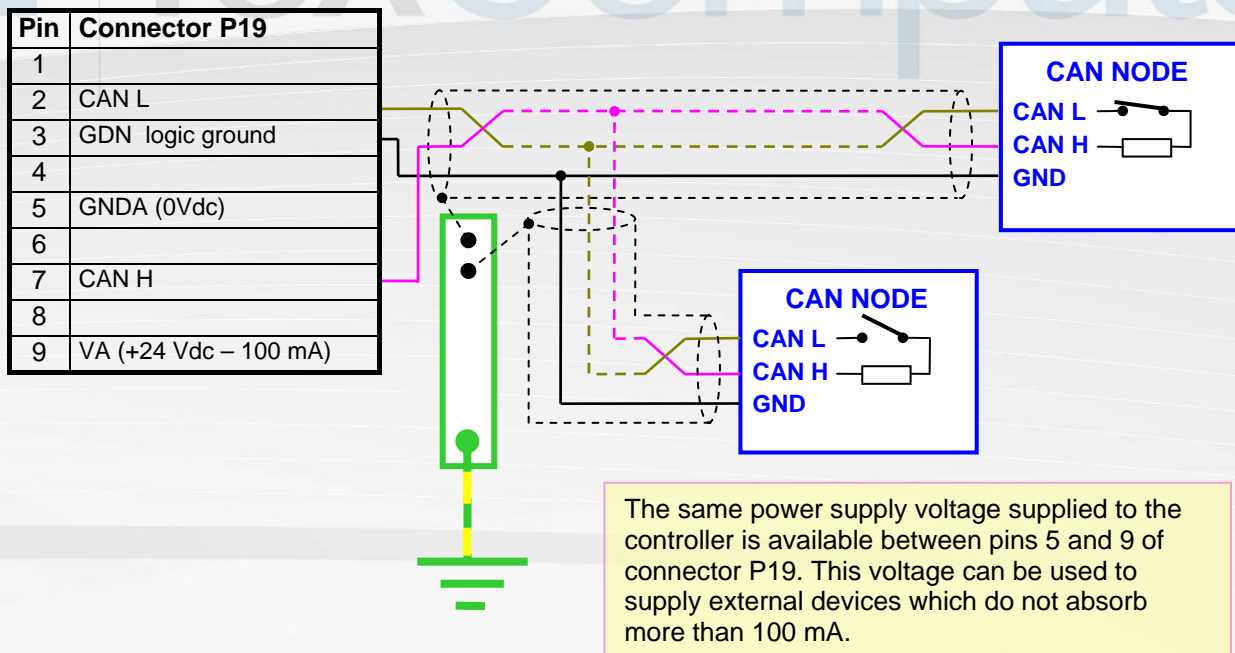 Computer
Pin Connector P19
1
2 CAN L
3 GDN logic ground
4
5 GNDA (0Vdc)
6
7 CAN H
8
9 VA (+24 Vdc – 100 mA)
CAN NODE
CAN L
CAN H
GND
CAN NODE
CAN L
CAN H
GND
The same power supply voltage supplied to the
controller is available between pins 5 and 9 of
connector P19. This voltage can be used to
supply external devices which do not absorb
more than 100 mA.